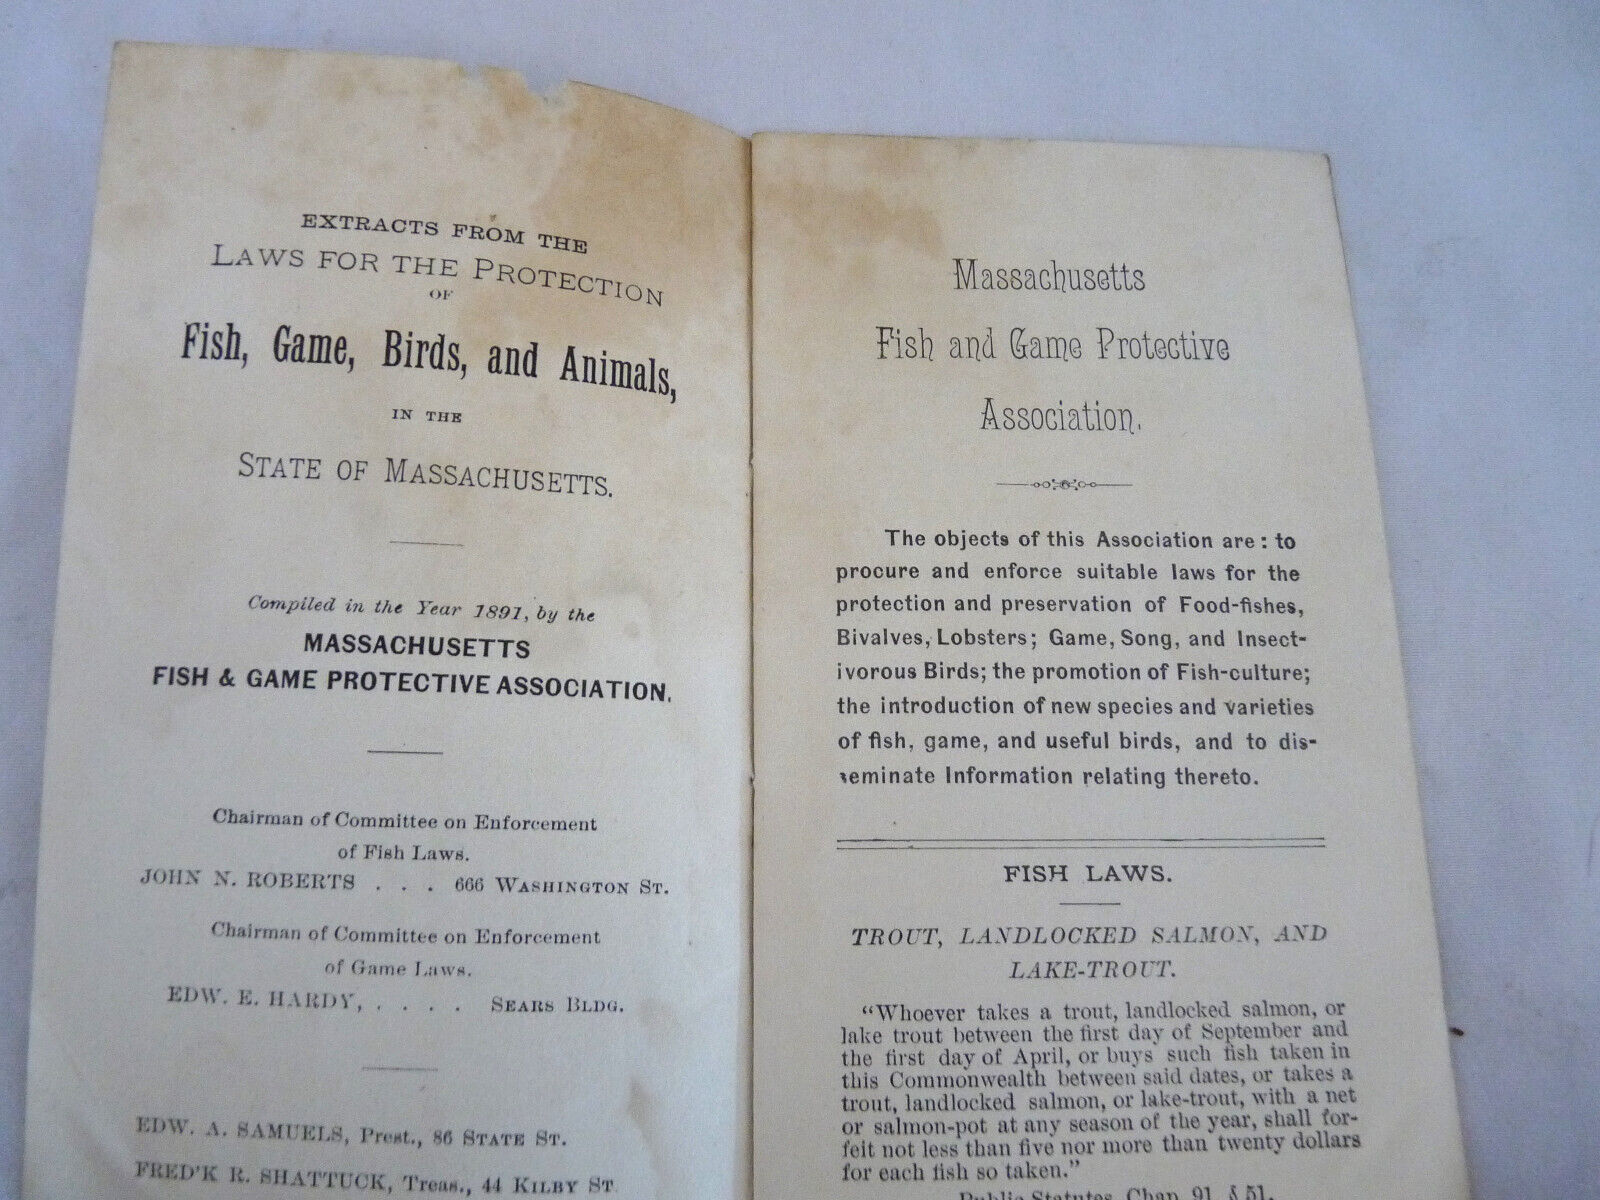 EXTRACTS FROM THE
LAWS FOR THE PROTECTION
OF
Fish, Game, Birds, and Animals,
IN THE
STATE OF MASSACHUSETTS.
Compiled in the Year 1891, by the
MASSACHUSETTS
FISH & GAME PROTECTIVE ASSOCIATION.
Chairman of Committee on Enforcement
of Fish Laws.
JOHN N. ROBERTS . . . 666 WASHINGTON ST.
Chairman of Committee on Enforcement
of Game Laws.
EDW. E. HARDY, . . . . SEARS BLDG.
EDW. A. SAMUELS, Prest., 86 STATE ST.
FRED'K R. SHATTUCK, Treas., 44 KILBY ST
Massachusetts
Fish and Game Protective
Association.
The objects of this Association are: to
procure and enforce suitable laws for the
protection and preservation of Food-fishes,
Bivalves, Lobsters; Game, Song, and Insect-
ivorous Birds; the promotion of Fish-culture;
the introduction of new species and varieties
of fish, game, and useful birds, and to dis-
seminate Information relating thereto.
FISH LAWS.
TROUT, LANDLOCKED SALMON, AND
LAKE-TROUT.
"Whoever takes a trout, landlocked salmon, or
lake trout between the first day of September and
the first day of April, or buys such fish taken in
this Commonwealth between said dates, or takes a
trout, landlocked salmon, or lake-trout, with a net
or salmon-pot at any season of the year, shall for-
feit not less than five nor more than twenty dollars
for each fish so taken."
Public Statutes, Chap. 91, § 51.